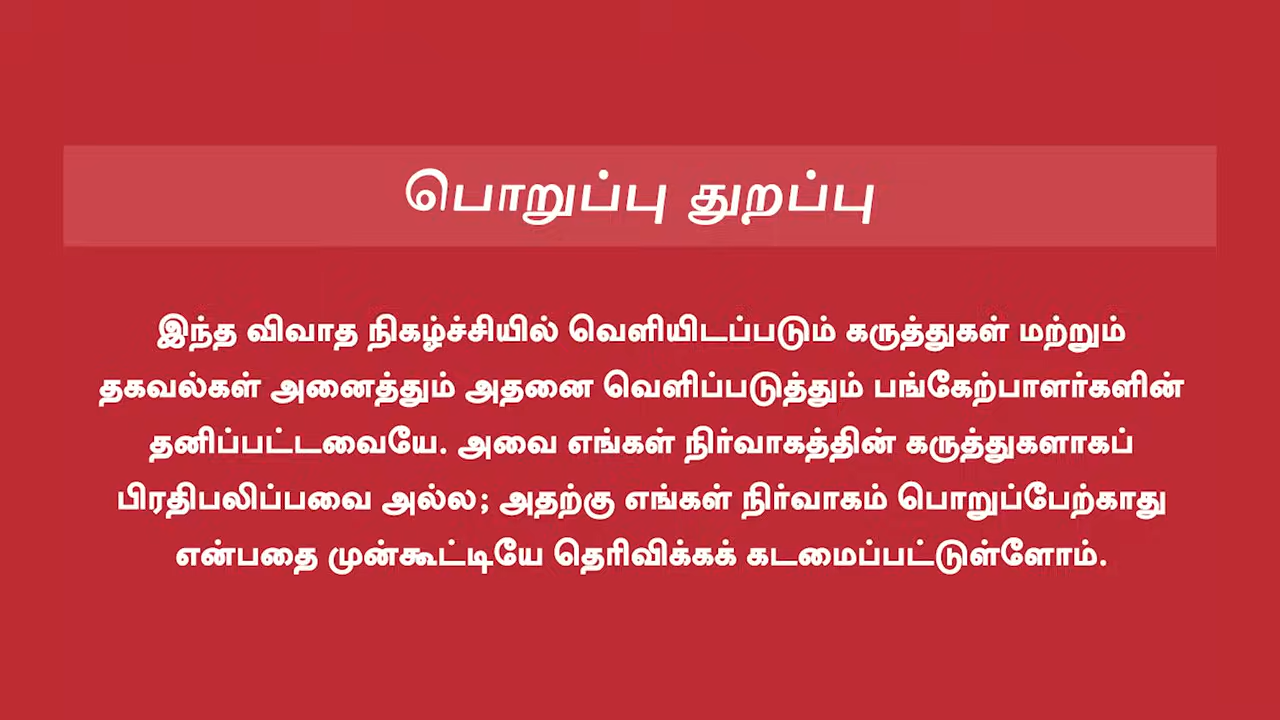 பொறுப்பு துறப்பு
இந்த விவாத நிகழ்ச்சியில் வெளியிடப்படும் கருத்துகள் மற்றும்
தகவல்கள் அனைத்தும் அதனை வெளிப்படுத்தும் பங்கேற்பாளர்களின்
தனிப்பட்டவையே. அவை எங்கள் நிர்வாகத்தின் கருத்துகளாகப்
பிரதிபலிப்பவை அல்ல; அதற்கு எங்கள் நிர்வாகம் பொறுப்பேற்காது
என்பதை முன்கூட்டியே தெரிவிக்கக் கடமைப்பட்டுள்ளோம்.